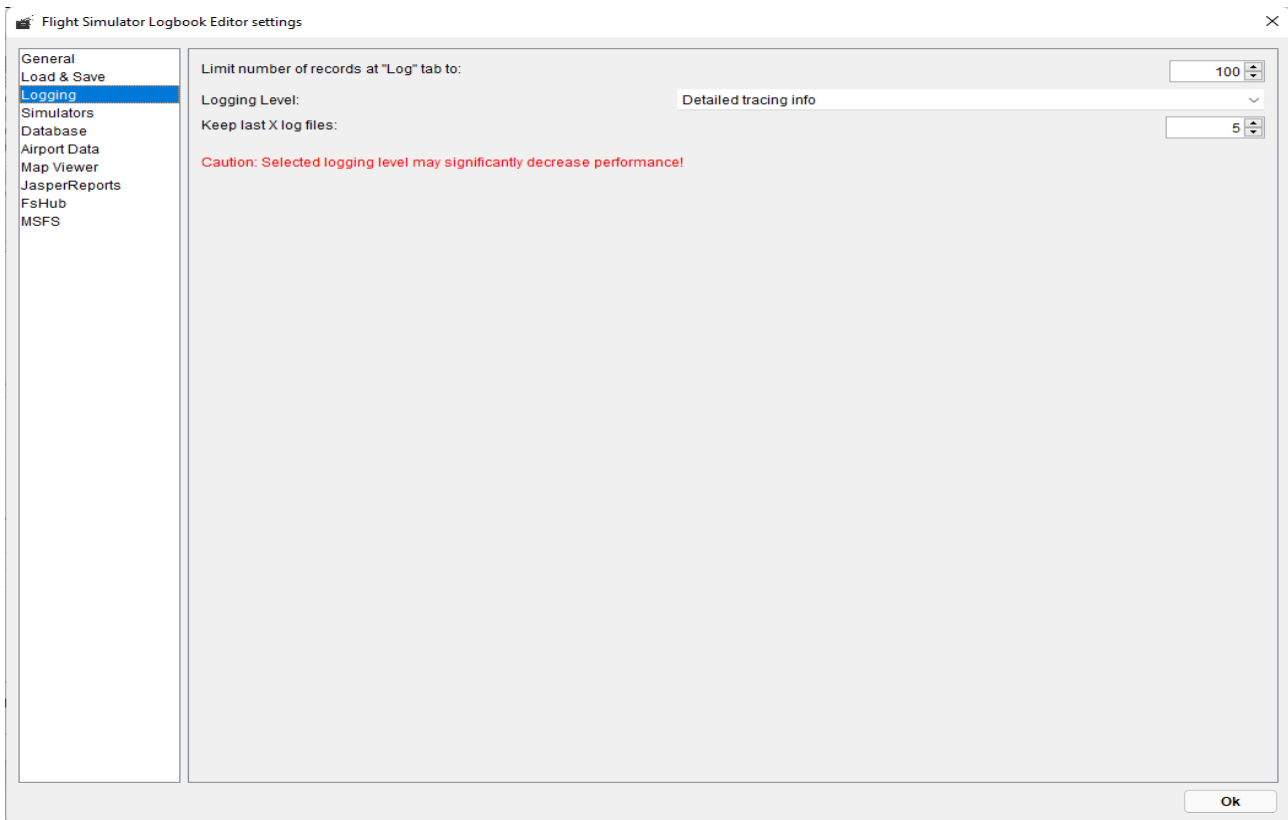 Flight Simulator Logbook Editor settings
General
Load & Save
Logging
Simulators
Database
Airport Data
Map Viewer
JasperReports
FsHub
MSFS
Limit number of records at "Log" tab to: 100
Logging Level: Detailed tracing info
Keep last X log files: 5
Caution: Selected logging level may significantly decrease performance!
Ok